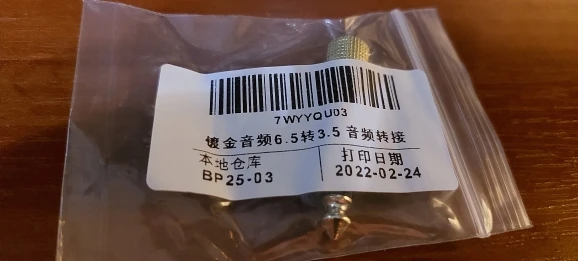 7WYYQU03
镀金音频6.5转3.5 音频转接
本地仓库
BP25-03
打印日期
2022-02-24